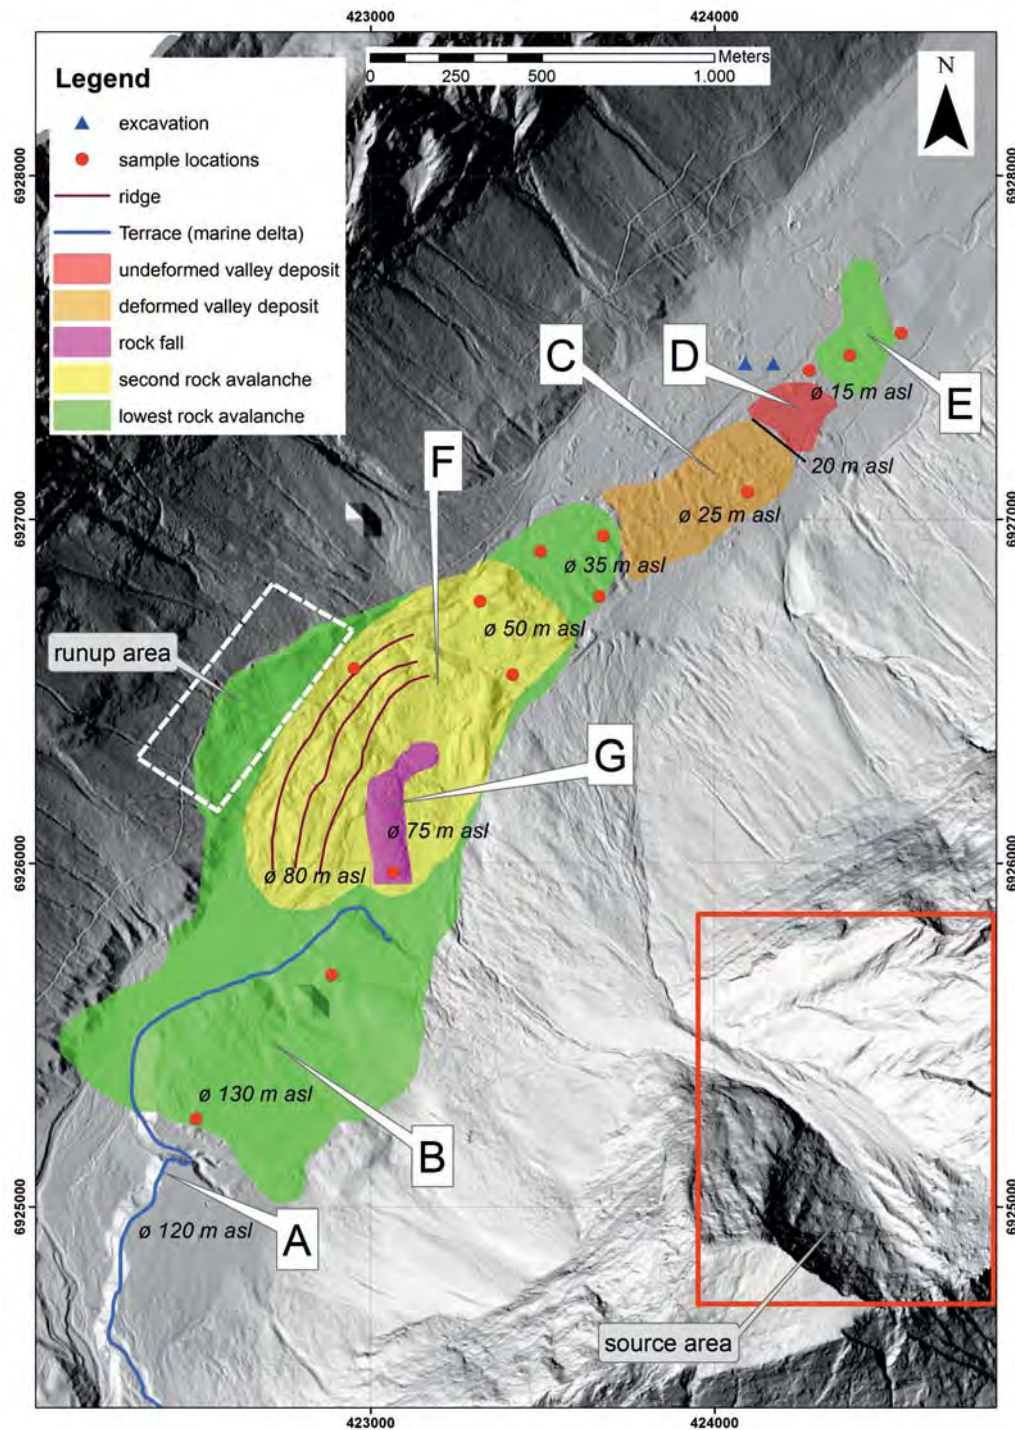 423000
424000
Meters
0
250
500
1.000
N
Legend
excavation
sample locations
ridge
Terrace (marine delta)
undeformed valley deposit
deformed valley deposit
rock fall
second rock avalanche
lowest rock avalanche
6928000
6928000
C
D
E
ø 15 m asl
F
20 m asl
ø 25 m asl
6927000
6927000
ø 35 m asl
ø 50 m asl
runup area
G
ø 75 m asl
ø 80 m asl
6926000
6926000
ø 130 m asl
B
A
ø 120 m asl
6925000
6925000
source area
423000
424000